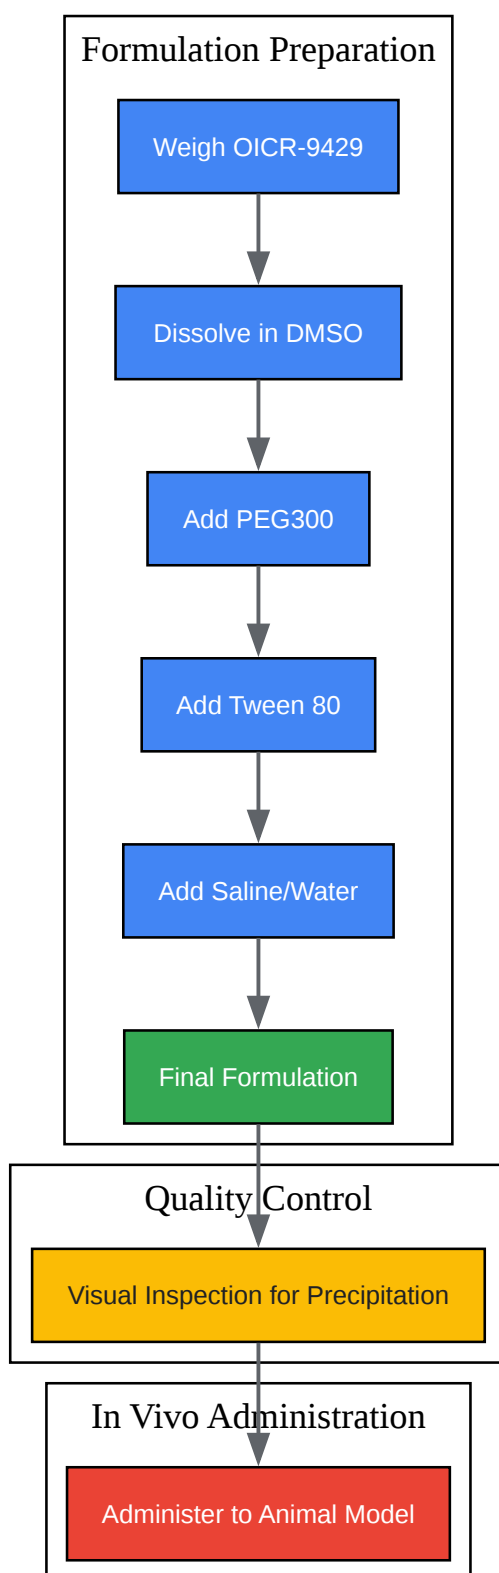 Formulation Preparation
Weigh OICR-9429
Dissolve in DMSO
Add PEG300
Add Tween 80
Add Saline/Water
Final Formulation
Quality Control
Visual Inspection for Precipitation
In Vivo Administration
Administer to Animal Model